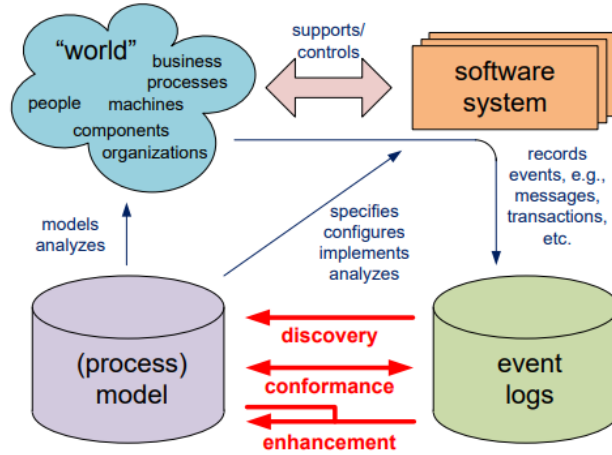 "world"
business
processes
people
machines
components
organizations
supports/
controls
software
system
records
events, e.g.,
messages,
transactions,
etc.
models
analyzes
specifies
configures
implements
analyzes
(process)
model
discovery
conformance
enhancement
event
logs